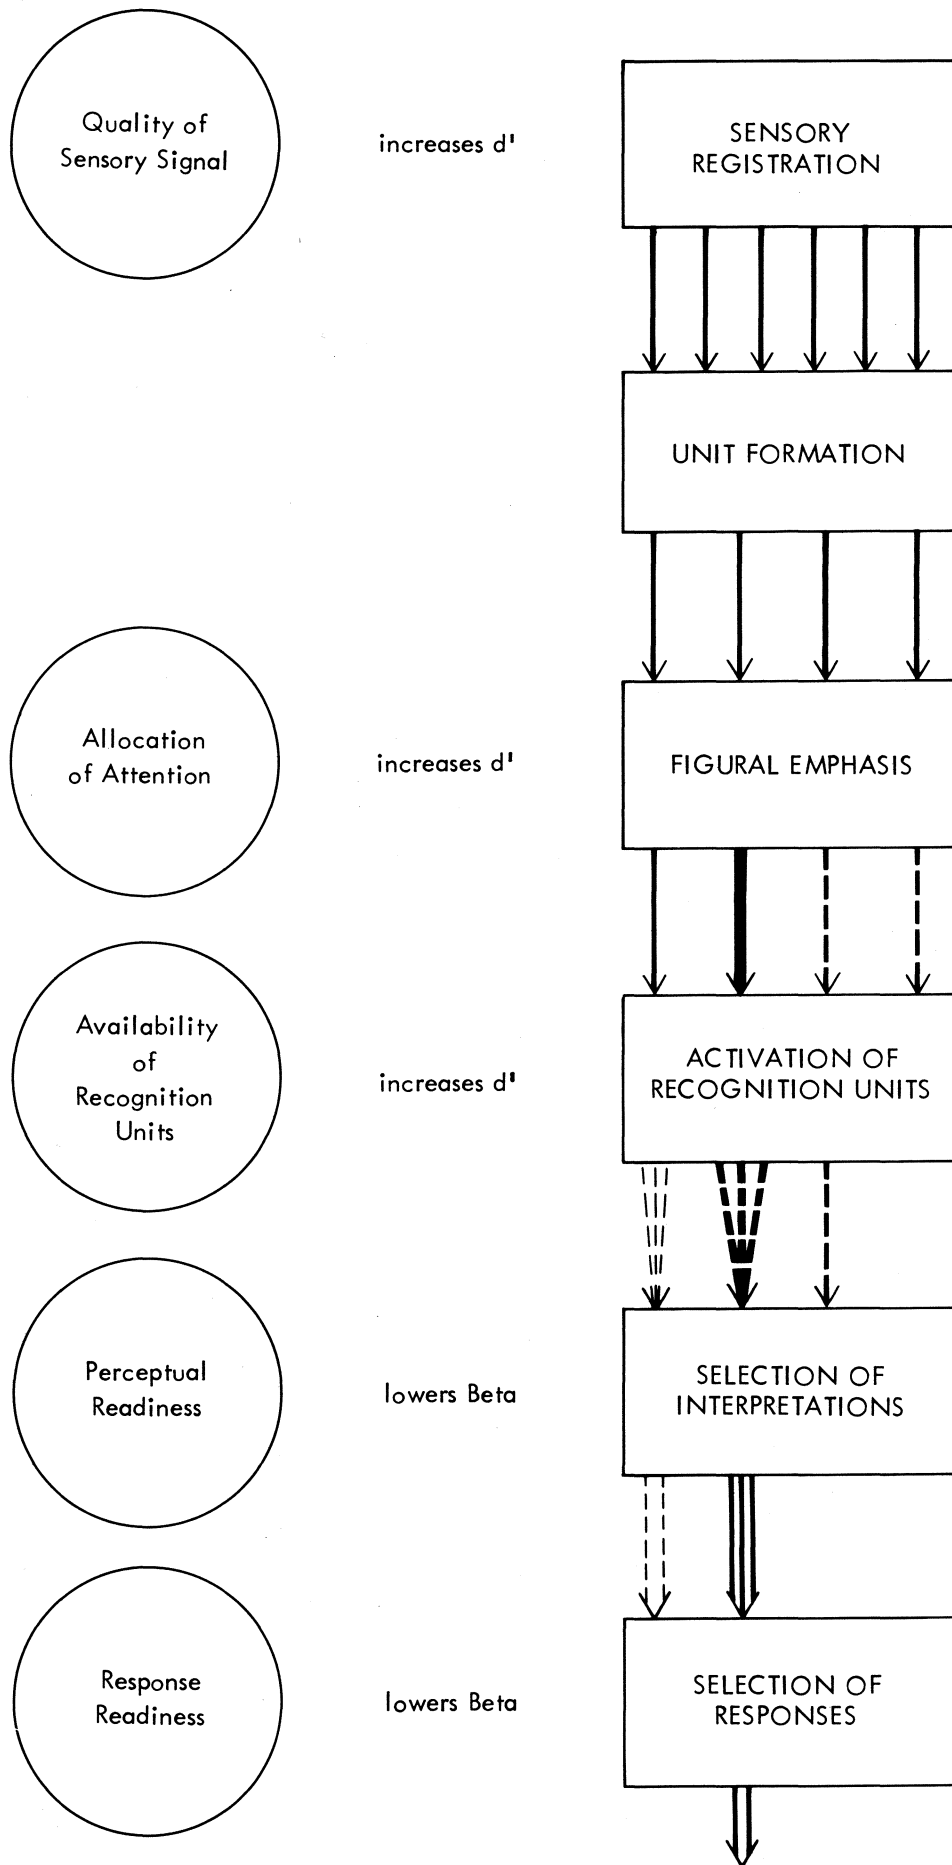 Quality of
Sensory Signal
increases d'
SENSORY
REGISTRATION
UNIT FORMATION
Allocation
of Attention
increases d'
FIGURAL EMPHASIS
Availability
of
Recognition
Units
increases d'
ACTIVATION OF
RECOGNITION UNITS
Perceptual
Readiness
lowers Beta
SELECTION OF
INTERPRETATIONS
Response
Readiness
lowers Beta
SELECTION OF
RESPONSES